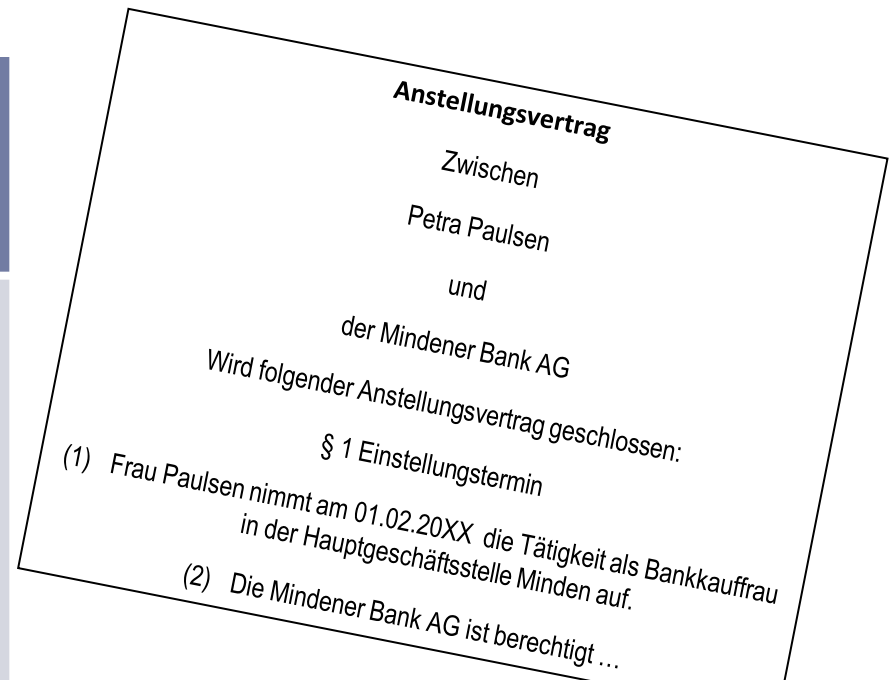 Anstellungsvertrag
Zwischen
Petra Paulsen
und
der Mindener Bank AG
Wird folgender Anstellungsvertrag geschlossen:
§ 1 Einstellungstermin
(1) Frau Paulsen nimmt am 01.02.20XX die Tätigkeit als Bankkauffrau
in der Hauptgeschäftsstelle Minden auf.
(2) Die Mindener Bank AG ist berechtigt …